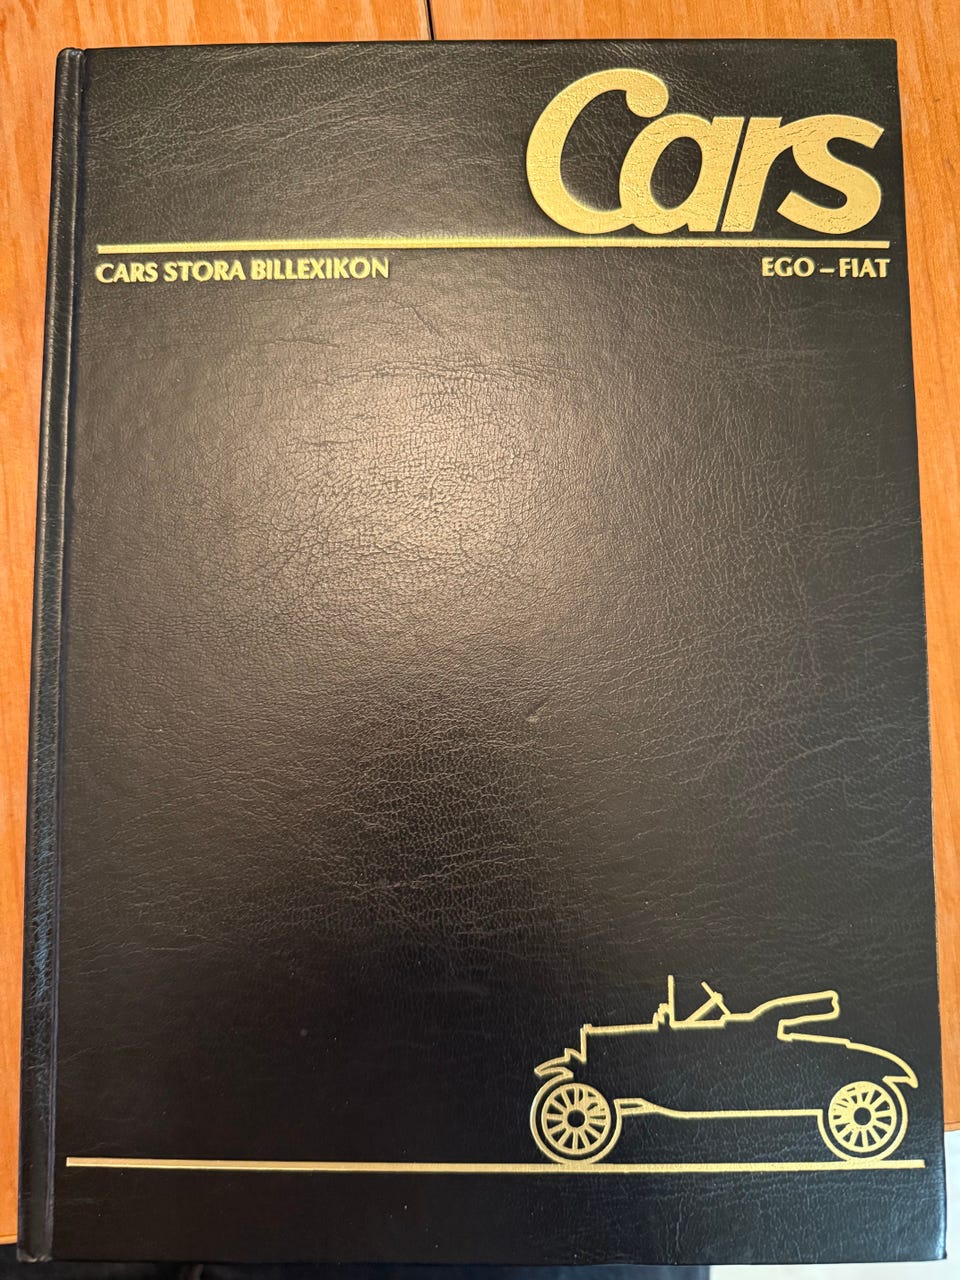 Cars
CARS STORA BILLEXIKON
EGO – FIAT